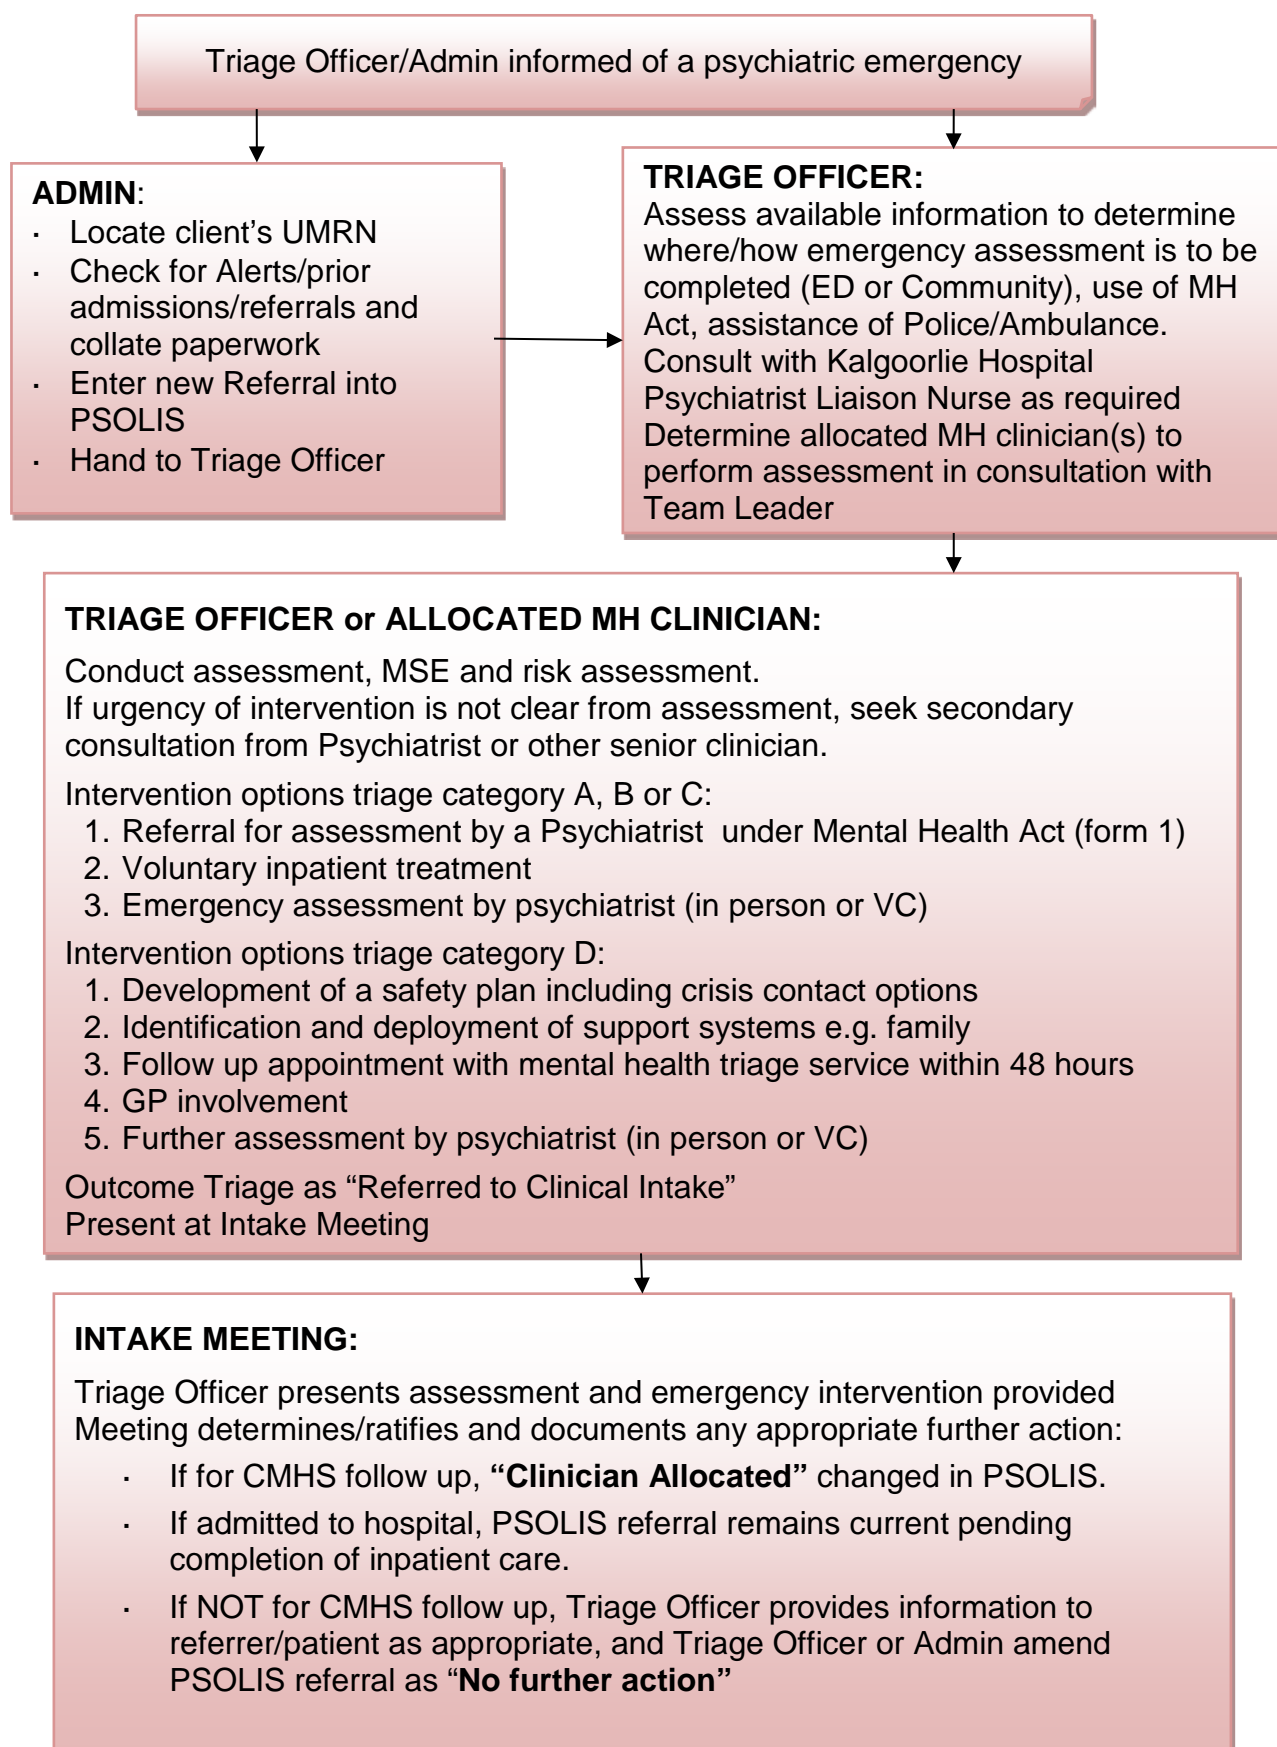 Triage Officer/Admin informed of a psychiatric emergency
ADMIN:
· Locate client’s UMRN
· Check for Alerts/prior
admissions/referrals and
collate paperwork
· Enter new Referral into
PSOLIS
· Hand to Triage Officer
TRIAGE OFFICER:
Assess available information to determine
where/how emergency assessment is to be
completed (ED or Community), use of MH
Act, assistance of Police/Ambulance.
Consult with Kalgoorlie Hospital
Psychiatrist Liaison Nurse as required
Determine allocated MH clinician(s) to
perform assessment in consultation with
Team Leader
TRIAGE OFFICER or ALLOCATED MH CLINICIAN:
Conduct assessment, MSE and risk assessment.
If urgency of intervention is not clear from assessment, seek secondary
consultation from Psychiatrist or other senior clinician.
Intervention options triage category A, B or C:
1. Referral for assessment by a Psychiatrist under Mental Health Act (form 1)
2. Voluntary inpatient treatment
3. Emergency assessment by psychiatrist (in person or VC)
Intervention options triage category D:
1. Development of a safety plan including crisis contact options
2. Identification and deployment of support systems e.g. family
3. Follow up appointment with mental health triage service within 48 hours
4. GP involvement
5. Further assessment by psychiatrist (in person or VC)
Outcome Triage as “Referred to Clinical Intake”
Present at Intake Meeting
INTAKE MEETING:
Triage Officer presents assessment and emergency intervention provided
Meeting determines/ratifies and documents any appropriate further action:
· If for CMHS follow up, “Clinician Allocated” changed in PSOLIS.
· If admitted to hospital, PSOLIS referral remains current pending
completion of inpatient care.
· If NOT for CMHS follow up, Triage Officer provides information to
referrer/patient as appropriate, and Triage Officer or Admin amend
PSOLIS referral as “No further action”